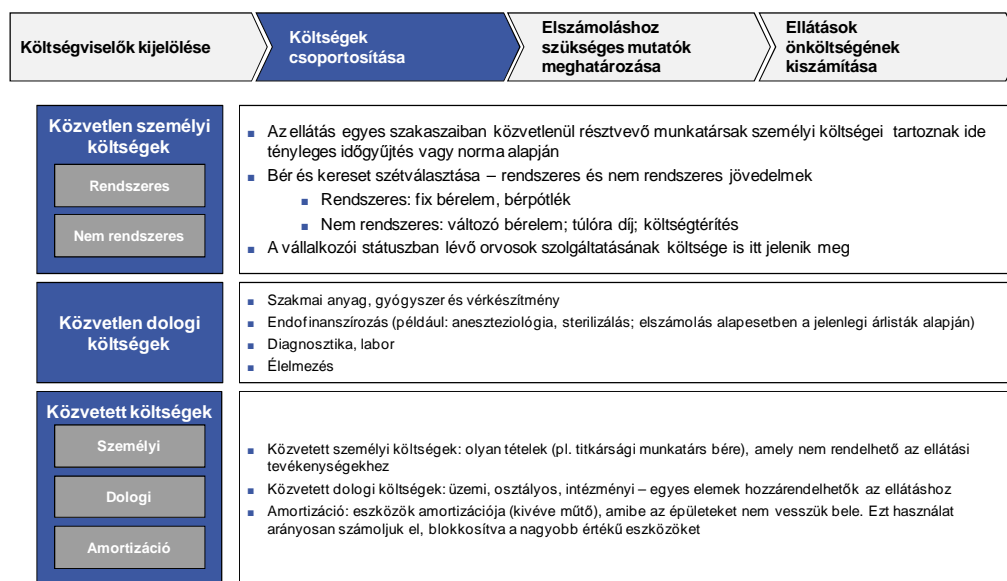 Költségviselők kijelölése
Költségek
csoportosítása
Elszámoláshoz
szükséges mutatók
meghatározása
Ellátások
önköltségének
kiszámítása
Közvetlen személyi
költségek
Rendszeres
Nem rendszeres
■ Az ellátás egyes szakaszaiban közvetlenül résztvevő munkatársak személyi költségei tartoznak ide
tényleges időgyűjtés vagy norma alapján
■ Bér és kereset szétválasztása – rendszeres és nem rendszeres jövedelmek
■ Rendszeres: fix bérelem, bérpótlék
■ Nem rendszeres: változó bérelem; túlóra díj; költségtérítés
■ A vállalkozói státuszban lévő orvosok szolgáltatásának költsége is itt jelenik meg
Közvetlen dologi
költségek
■ Szakmai anyag, gyógyszer és vérkészítmény
■ Endofinanszírozás (például: aneszteziológia, sterilizálás; elszámolás alapesetben a jelenlegi árlisták alapján)
■ Diagnosztika, labor
■ Élelmezés
Közvetett költségek
Személyi
Dologi
Amortizáció
■ Közvetett személyi költségek: olyan tételek (pl. titkársági munkatárs bére), amely nem rendelhető az ellátási
tevékenységekhez
■ Közvetett dologi költségek: üzemi, osztályos, intézményi – egyes elemek hozzárendelhetők az ellátáshoz
■ Amortizáció: eszközök amortizációja (kivéve műtő), amibe az épületeket nem vesszük bele. Ezt használat
arányosan számoljuk el, blokkosítva a nagyobb értékű eszközöket